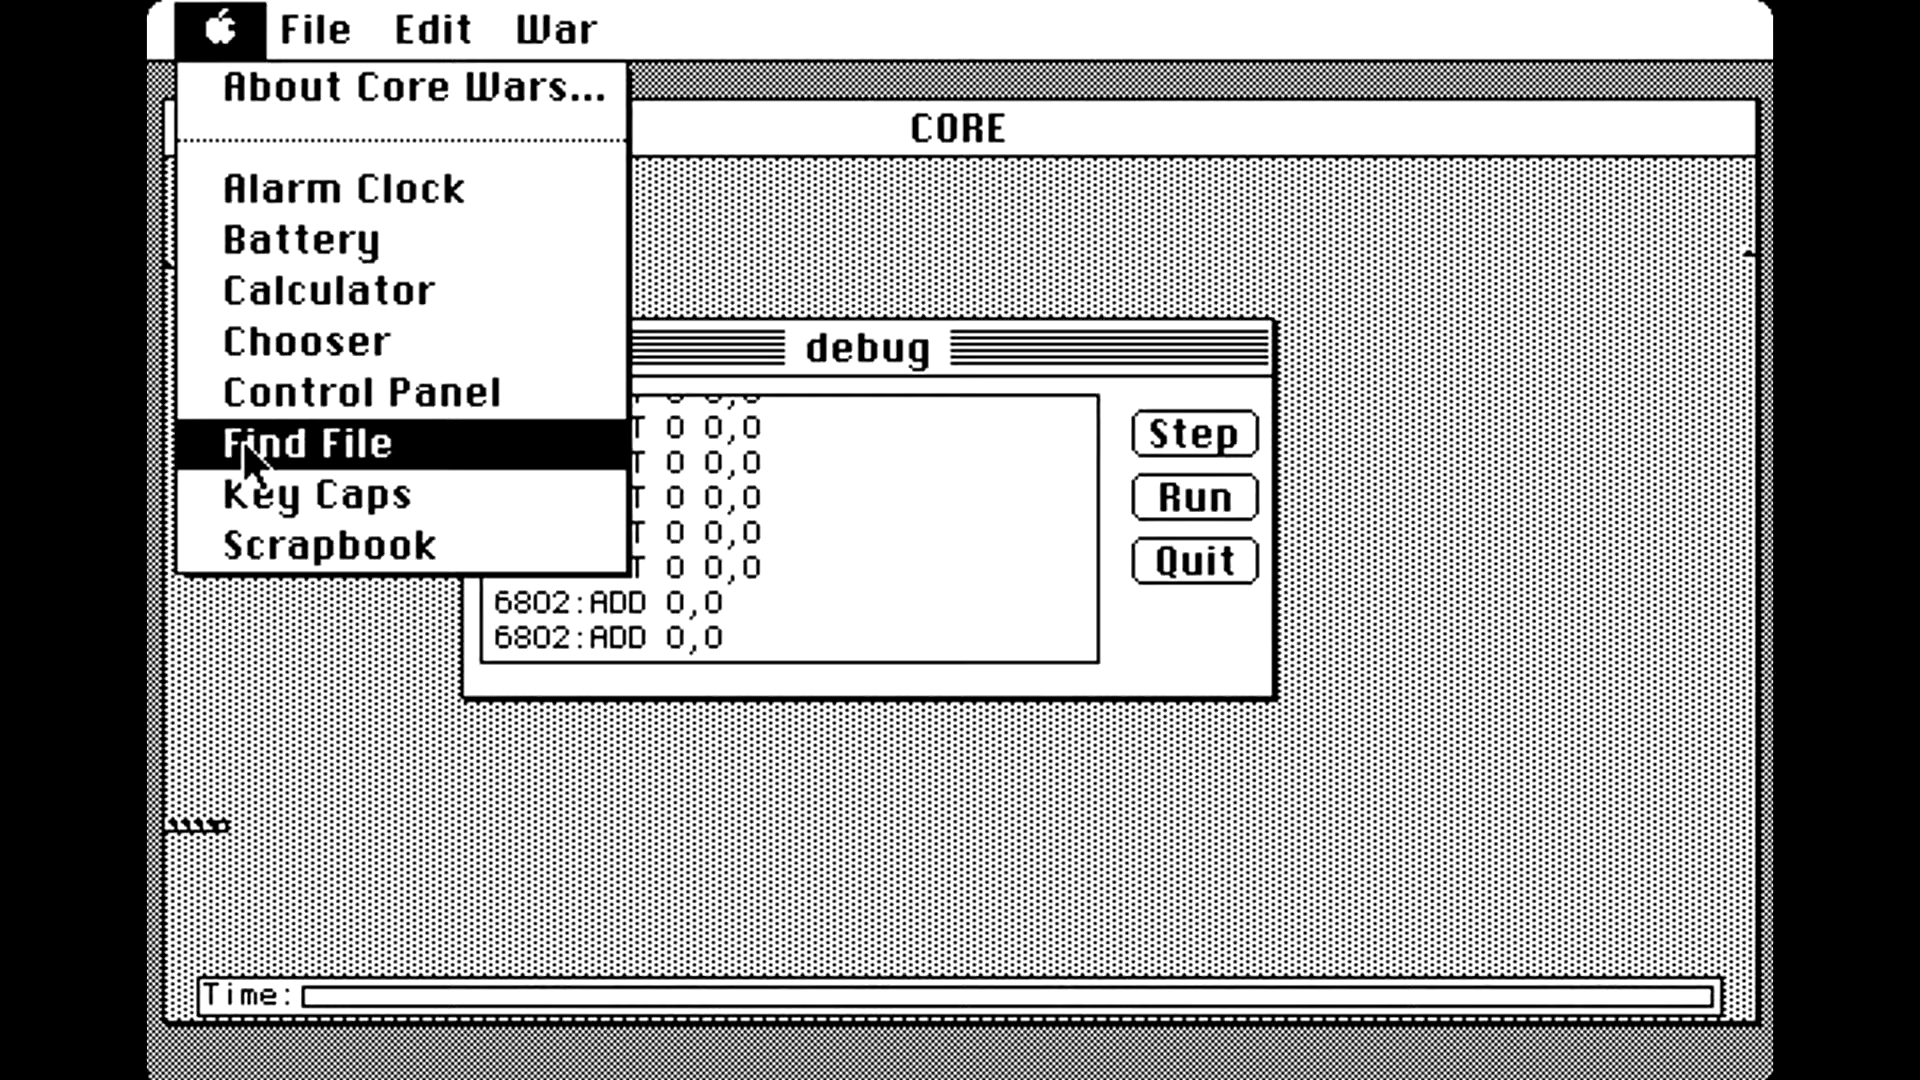 File Edit War
About Core Wars...
CORE
Alarm Clock
Battery
Calculator
Chooser
debug
Control Panel
T 0 0,0
Step
Find File
T 0 0,0
Key Caps
T 0 0,0
Run
T 0 0,0
Scrapbook
T 0 0,0
Quit
6802:ADD 0,0
6802:ADD 0,0
Time: